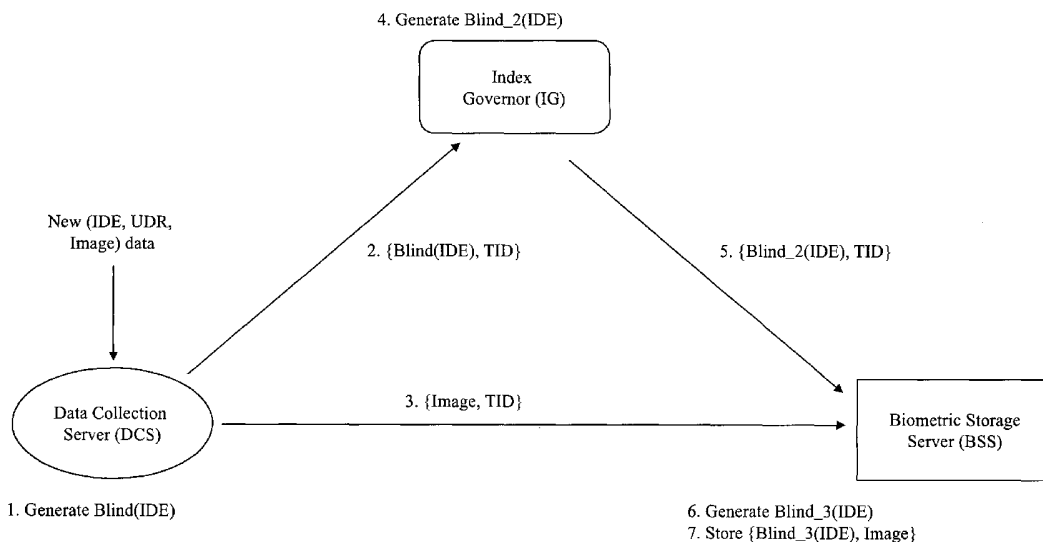 4. Generate Blind_2(IDE)
Index
Governor (IG)
New (IDE, UDR,
Image) data
2. {Blind(IDE), TID}
5. {Blind_2(IDE), TID}
Data Collection
Server (DCS)
3. {Image, TID}
Biometric Storage
Server (BSS)
1. Generate Blind(IDE)
6. Generate Blind_3(IDE)
7. Store {Blind_3(IDE), Image}